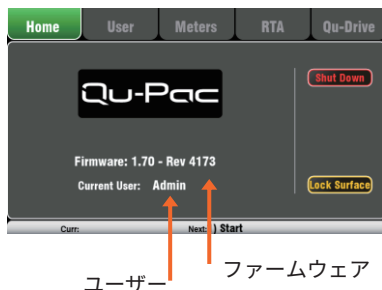 Home User Meters RTA Qu-Drive
Qu-Pac
Shut Down
Firmware: 1.70 - Rev 4173
Current User: Admin
Lock Surface
Curr: Next: ) Start
ユーザー
ファームウェア